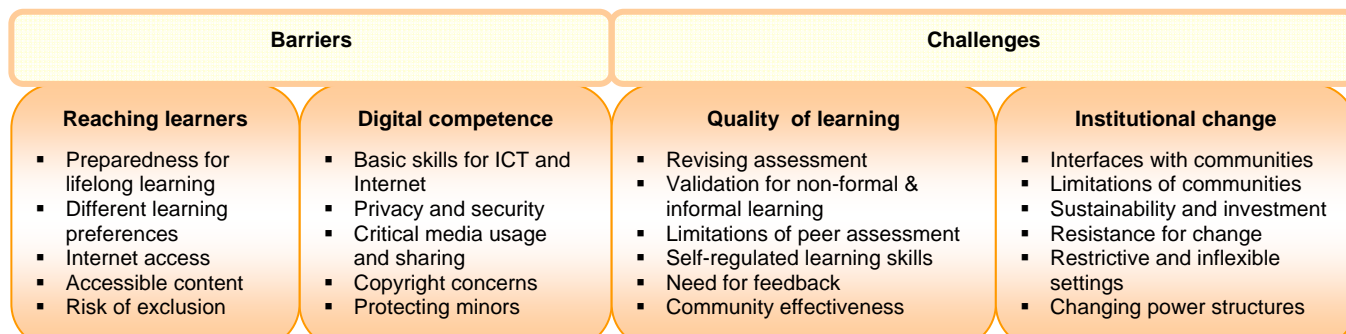 Barriers
Challenges
Reaching learners
▪ Preparedness for
lifelong learning
▪ Different learning
preferences
▪ Internet access
▪ Accessible content
▪ Risk of exclusion
Digital competence
▪ Basic skills for ICT and
Internet
▪ Privacy and security
▪ Critical media usage
and sharing
▪ Copyright concerns
▪ Protecting minors
Quality of learning
▪ Revising assessment
▪ Validation for non-formal &
informal learning
▪ Limitations of peer assessment
▪ Self-regulated learning skills
▪ Need for feedback
▪ Community effectiveness
Institutional change
▪ Interfaces with communities
▪ Limitations of communities
▪ Sustainability and investment
▪ Resistance for change
▪ Restrictive and inflexible
settings
▪ Changing power structures